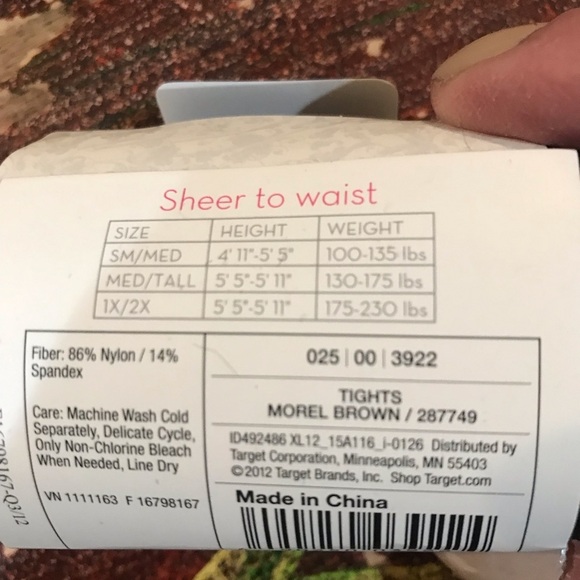 Sheer to waist
SIZE HEIGHT WEIGHT
SM/MED 4' 11"-5' 5" 100-135 lbs
MED/TALL 5' 5"-5' 11" 130-175 lbs
1X/2X 5' 5"-5' 11" 175-230 lbs
Fiber: 86% Nylon / 14%
Spandex
Care: Machine Wash Cold
Separately, Delicate Cycle,
Only Non-Chlorine Bleach
When Needed, Line Dry
VN 1111163 F 16798167
025 | 00 | 3922
TIGHTS
MOREL BROWN / 287749
ID492486 XL12_15A116_i-0126 Distributed by
Target Corporation, Minneapolis, MN 55403
©2012 Target Brands, Inc. Shop Target.com
Made in China